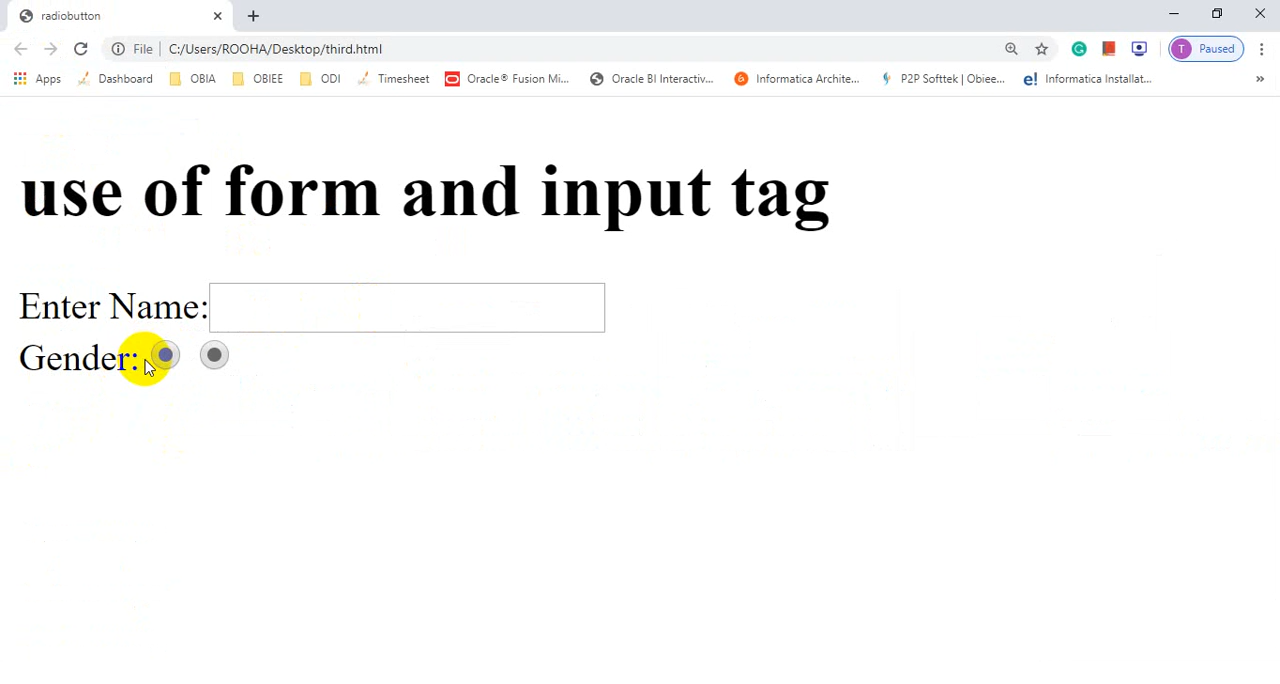 radiobutton
File C:/Users/ROOHA/Desktop/third.html T Paused
Apps Dashboard OBIA OBIEE ODI Timesheet Oracle® Fusion Mi... Oracle BI Interactiv... Informatica Archite... P2P Softtek | Obiee... e! Informatica Installat... »
use of form and input tag
Enter Name:
Gender: